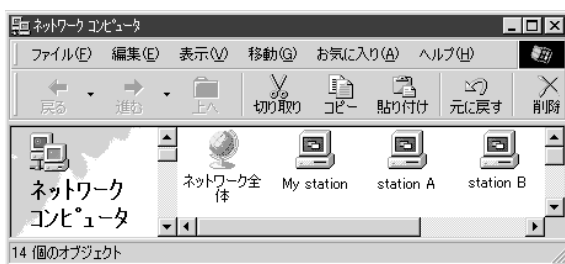 ネットワーク コンピュータ
ファイル(F) 編集(E) 表示(V) 移動(G) お気に入り(A) ヘルプ(H)
戻る 進む 上へ 切り取り コピー 貼り付け 元に戻す 削除
ネットワーク
コンピュータ
ネットワーク全
体
My station
station A
station B
14 個のオブジェクト